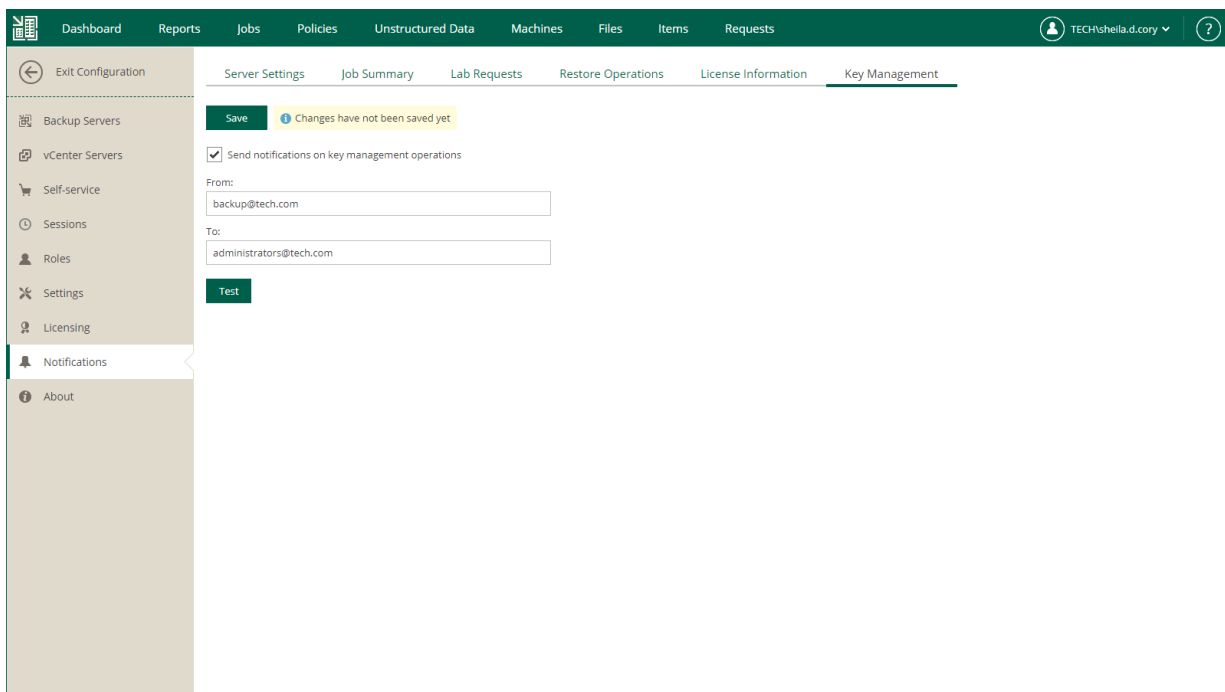 Dashboard Reports Jobs Policies Unstructured Data Machines Files Items Requests TECH\sheila.d.cory ?
Exit Configuration
Server Settings Job Summary Lab Requests Restore Operations License Information Key Management
Backup Servers
vCenter Servers
Self-service
Sessions
Roles
Settings
Licensing
Notifications
About
Save Changes have not been saved yet
Send notifications on key management operations
From:
backup@tech.com
To:
administrators@tech.com
Test